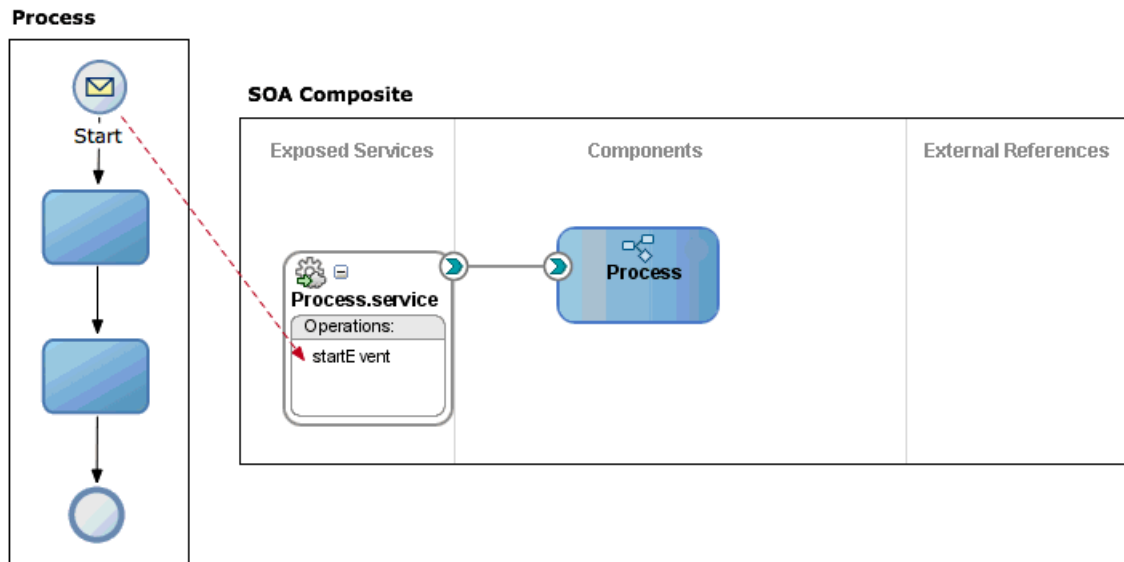 Process
Start
SOA Composite
Exposed Services
Components
External References
Process.service
Operations:
startE vent
Process